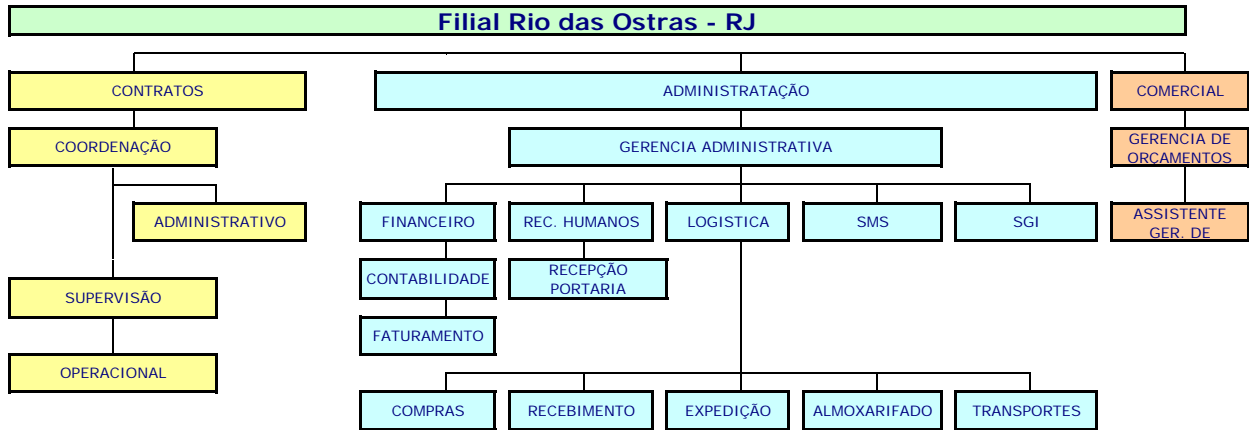 Filial Rio das Ostras - RJ
CONTRATOS
ADMINISTRATAÇÃO
COMERCIAL
COORDENAÇÃO
GERENCIA ADMINISTRATIVA
GERENCIA DE
ORÇAMENTOS
ADMINISTRATIVO
FINANCEIRO
REC. HUMANOS
LOGISTICA
SMS
SGI
ASSISTENTE
GER. DE
CONTABILIDADE
RECEPÇÃO
PORTARIA
SUPERVISÃO
FATURAMENTO
OPERACIONAL
COMPRAS
RECEBIMENTO
EXPEDIÇÃO
ALMOXARIFADO
TRANSPORTES